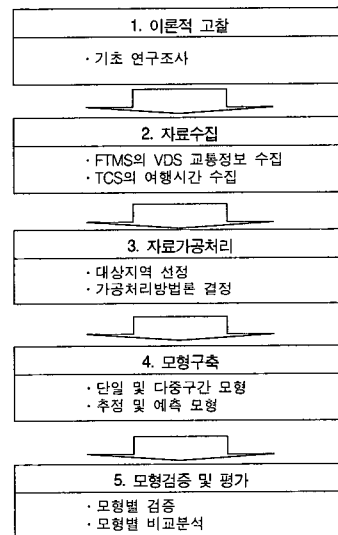 1. 이론적 고찰
· 기초 연구조사
2. 자료수집
· FTMS의 VDS 교통정보 수집
· TCS의 여행시간 수집
3. 자료가공처리
· 대상지역 선정
· 가공처리방법론 결정
4. 모형구축
· 단일 및 다중구간 모형
· 추정 및 예측 모형
5. 모형검증 및 평가
· 모형별 검증
· 모형별 비교분석